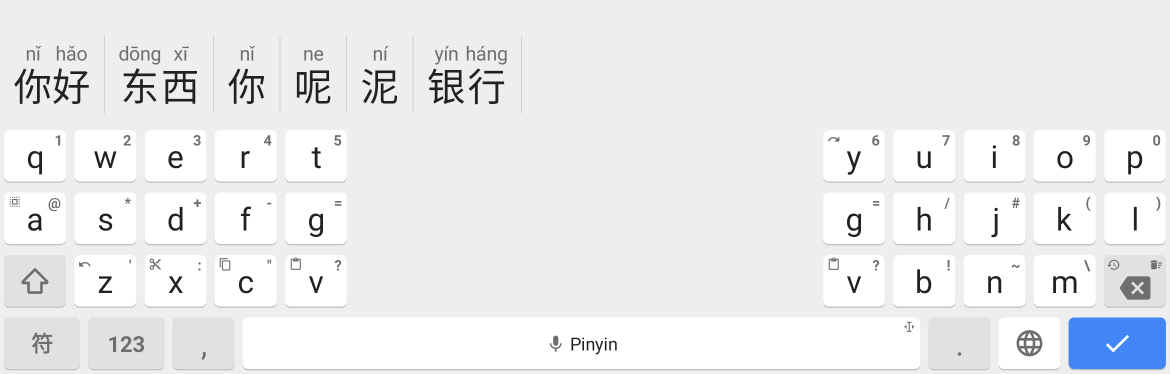 nǐ hǎo dōng xī nǐ ne ní yín háng
你好 东西 你 呢 泥 银行
1 2 3 4 5 6 7 8 9 0
q w e r t y u i o p
@ * + - = = / # ( )
a s d f g g h j k l
' : " ? ? ! ~ \
z x c v v b n m
符 123 , Pinyin .